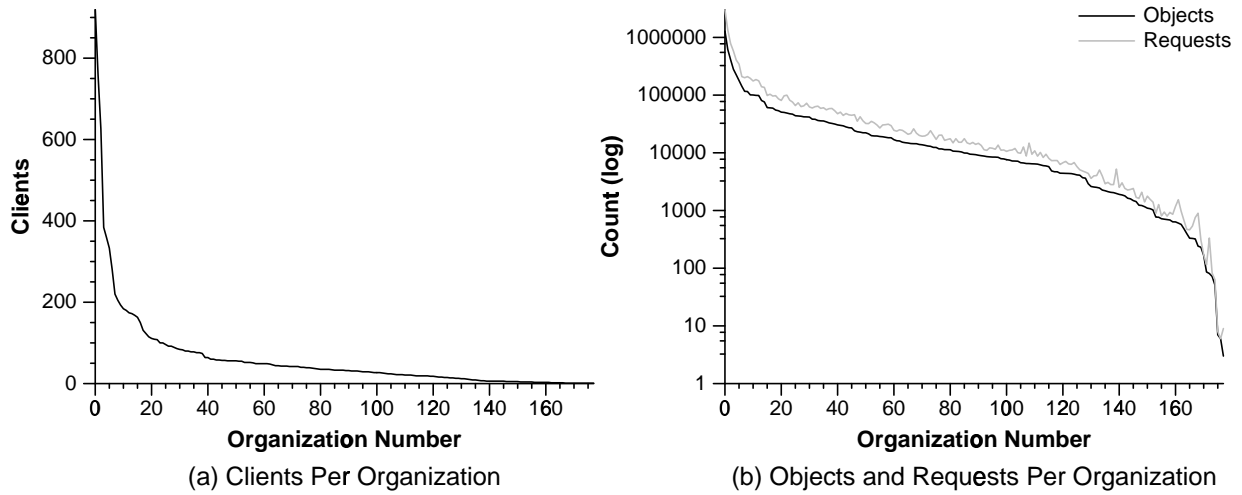 Clients
800
600
400
200
0
0 20 40 60 80 100 120 140 160
Organization Number
(a) Clients Per Organization
Objects
Requests
Count (log)
1000000
100000
10000
1000
100
10
1
0 20 40 60 80 100 120 140 160
Organization Number
(b) Objects and Requests Per Organization